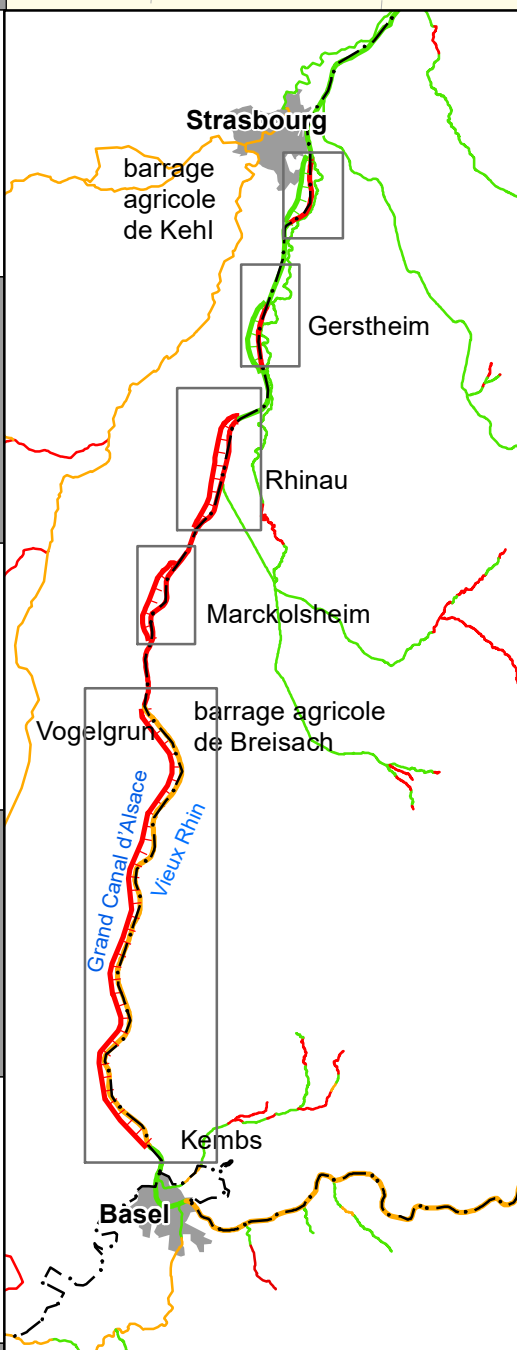 Strasbourg
barrage
agricole
de Kehl
Gerstheim
Rhinau
Marckolsheim
barrage agricole
de Breisach
Vogelgrun
Grand Canal d'Alsace
Vieux Rhin
Kembs
Basel